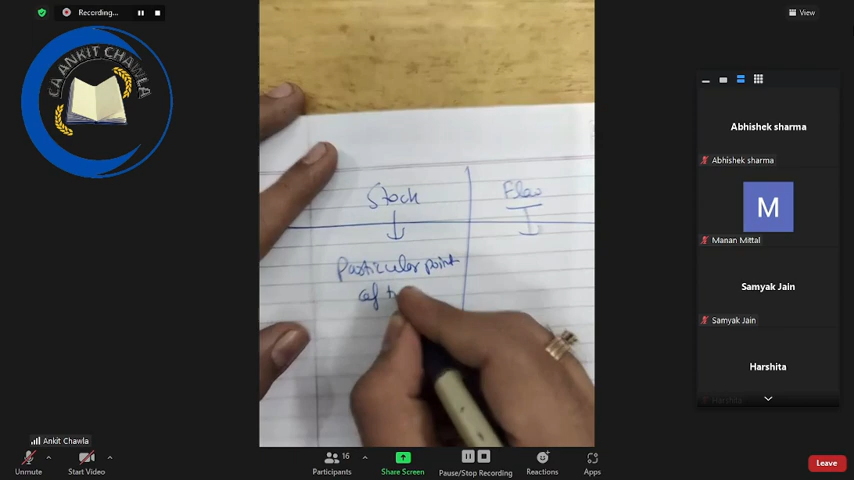 Recording...
View
CA ANKIT CHAWLA
Abhishek sharma
Abhishek sharma
M
Manan Mittal
Samyak Jain
Samyak Jain
Harshita
Harshita
Stock
Flow
Particular point
of
Ankit Chawla
16
Unmute
Start Video
Participants
Share Screen
Pause/Stop Recording
Reactions
Apps
Leave